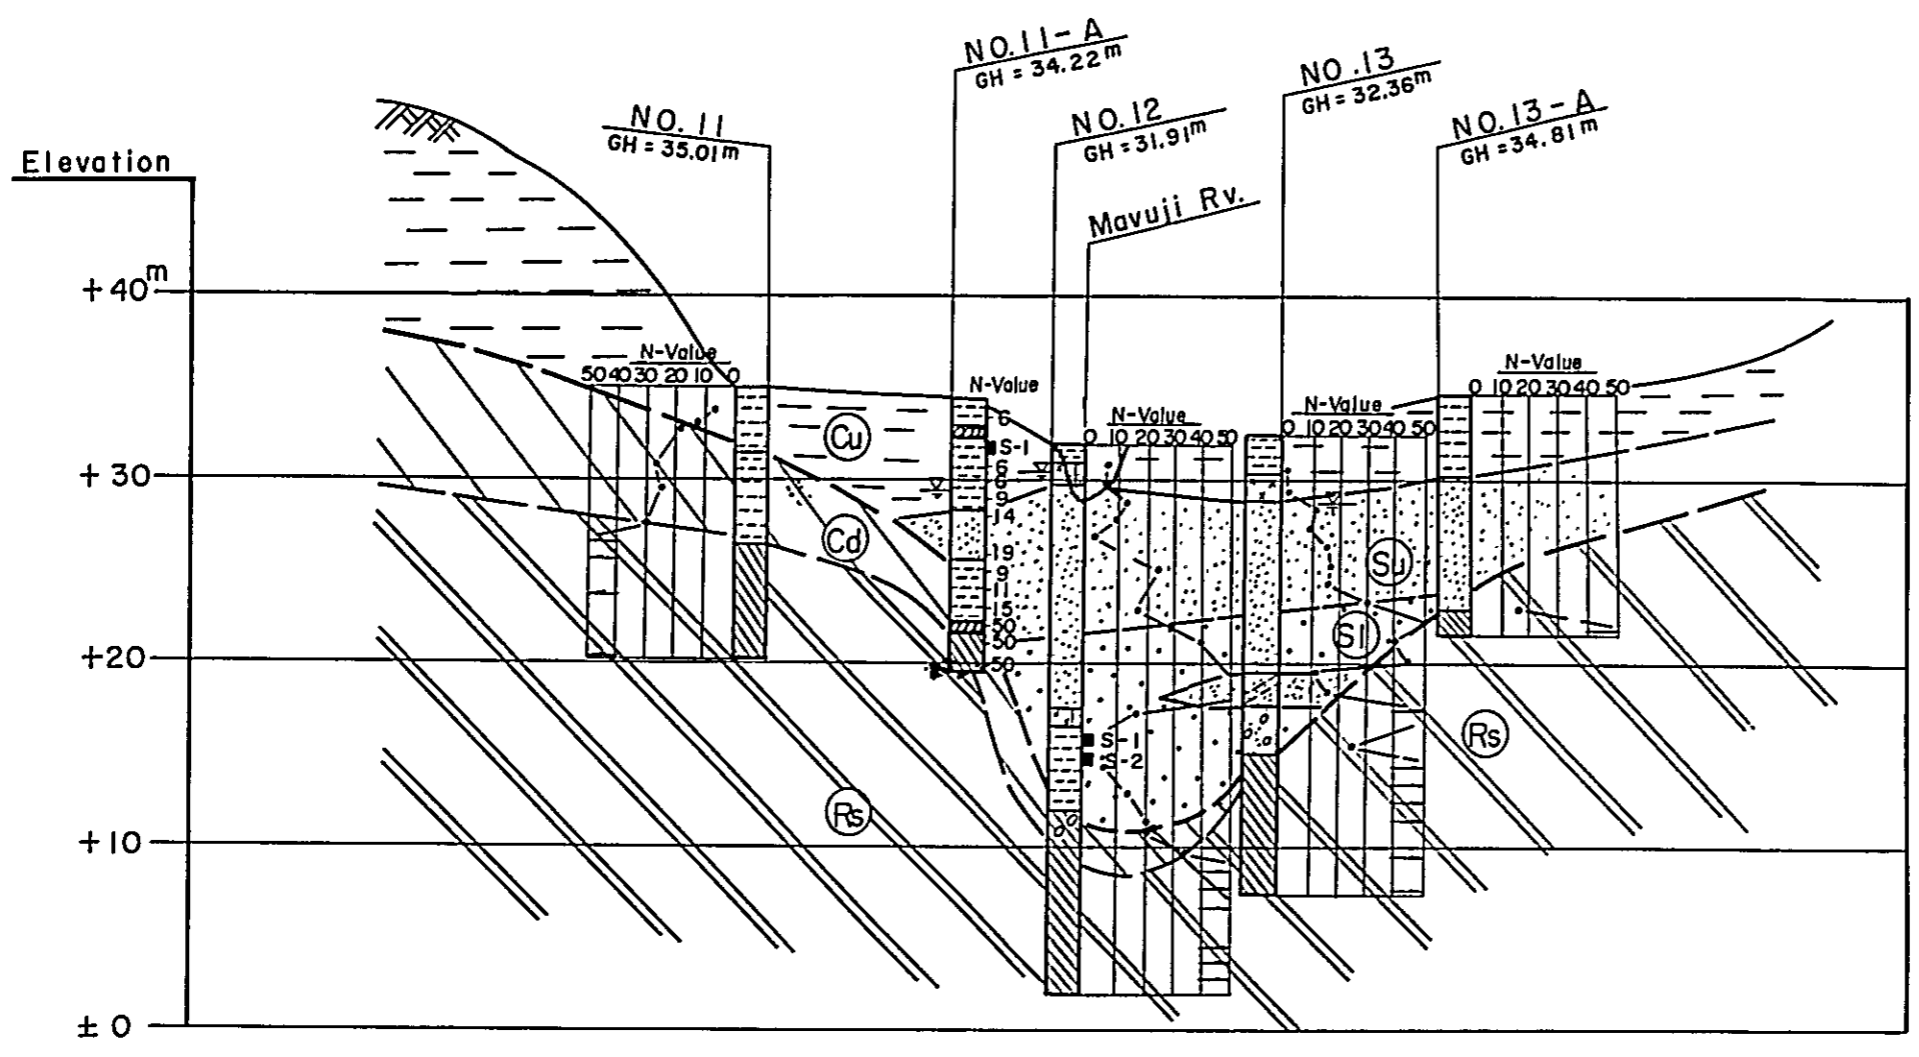 NO. 11-A
GH = 34.22m
NO. 13
GH = 32.36m
NO. 11
GH = 35.01m
NO. 12
GH = 31.91m
NO. 13-A
GH = 34.81m
Elevation
Mavuji Rv.
+40m
N-Value
50 40 30 20 10 0
N-Value
N-Value
0 10 20 30 40 50
N-Value
0 10 20 30 40 50
N-Value
0 10 20 30 40 50
6
S-1
6
6
9
14
19
9
11
15
50
50
50
Cu
+30
Cd
Su
Sl
+20
S-1
S-2
Rs
Rs
+10
± 0